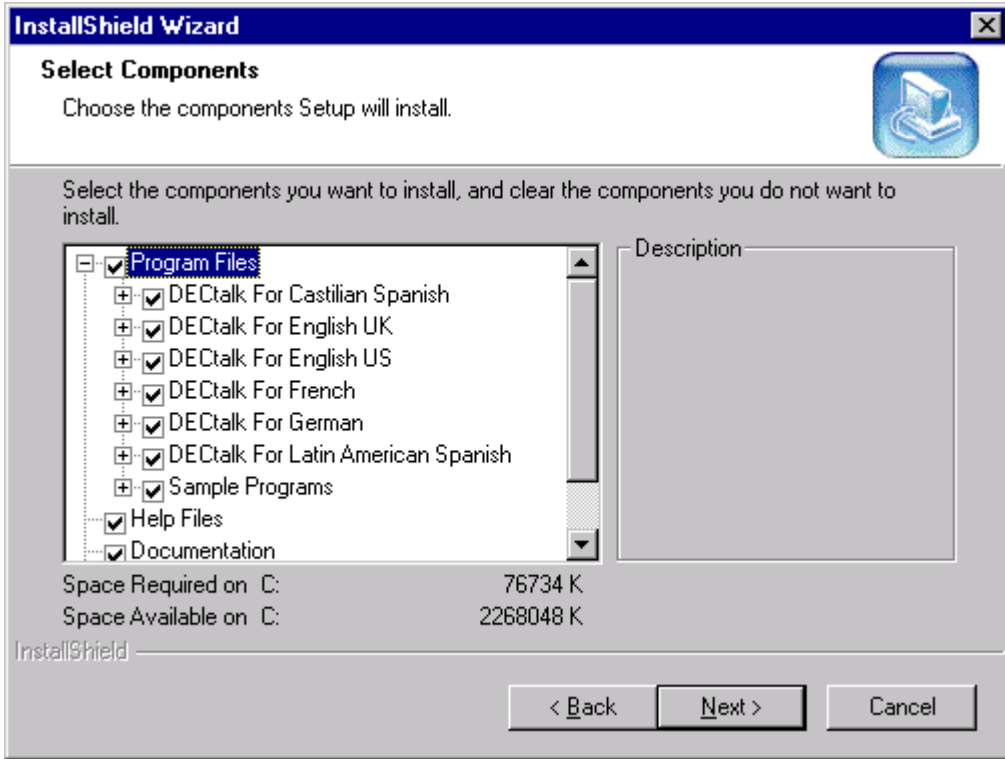 InstallShield Wizard
Select Components
Choose the components Setup will install.
Select the components you want to install, and clear the components you do not want to
install.
Program Files
Description
DECtalk For Castilian Spanish
DECtalk For English UK
DECtalk For English US
DECtalk For French
DECtalk For German
DECtalk For Latin American Spanish
Sample Programs
Help Files
Documentation
Space Required on C: 76734 K
Space Available on C: 2268048 K
InstallShield
< Back Next > Cancel